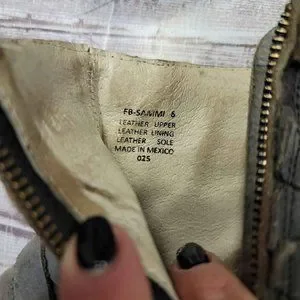 FB-SAMMI 6
LEATHER UPPER
LEATHER LINING
LEATHER SOLE
MADE IN MEXICO
025